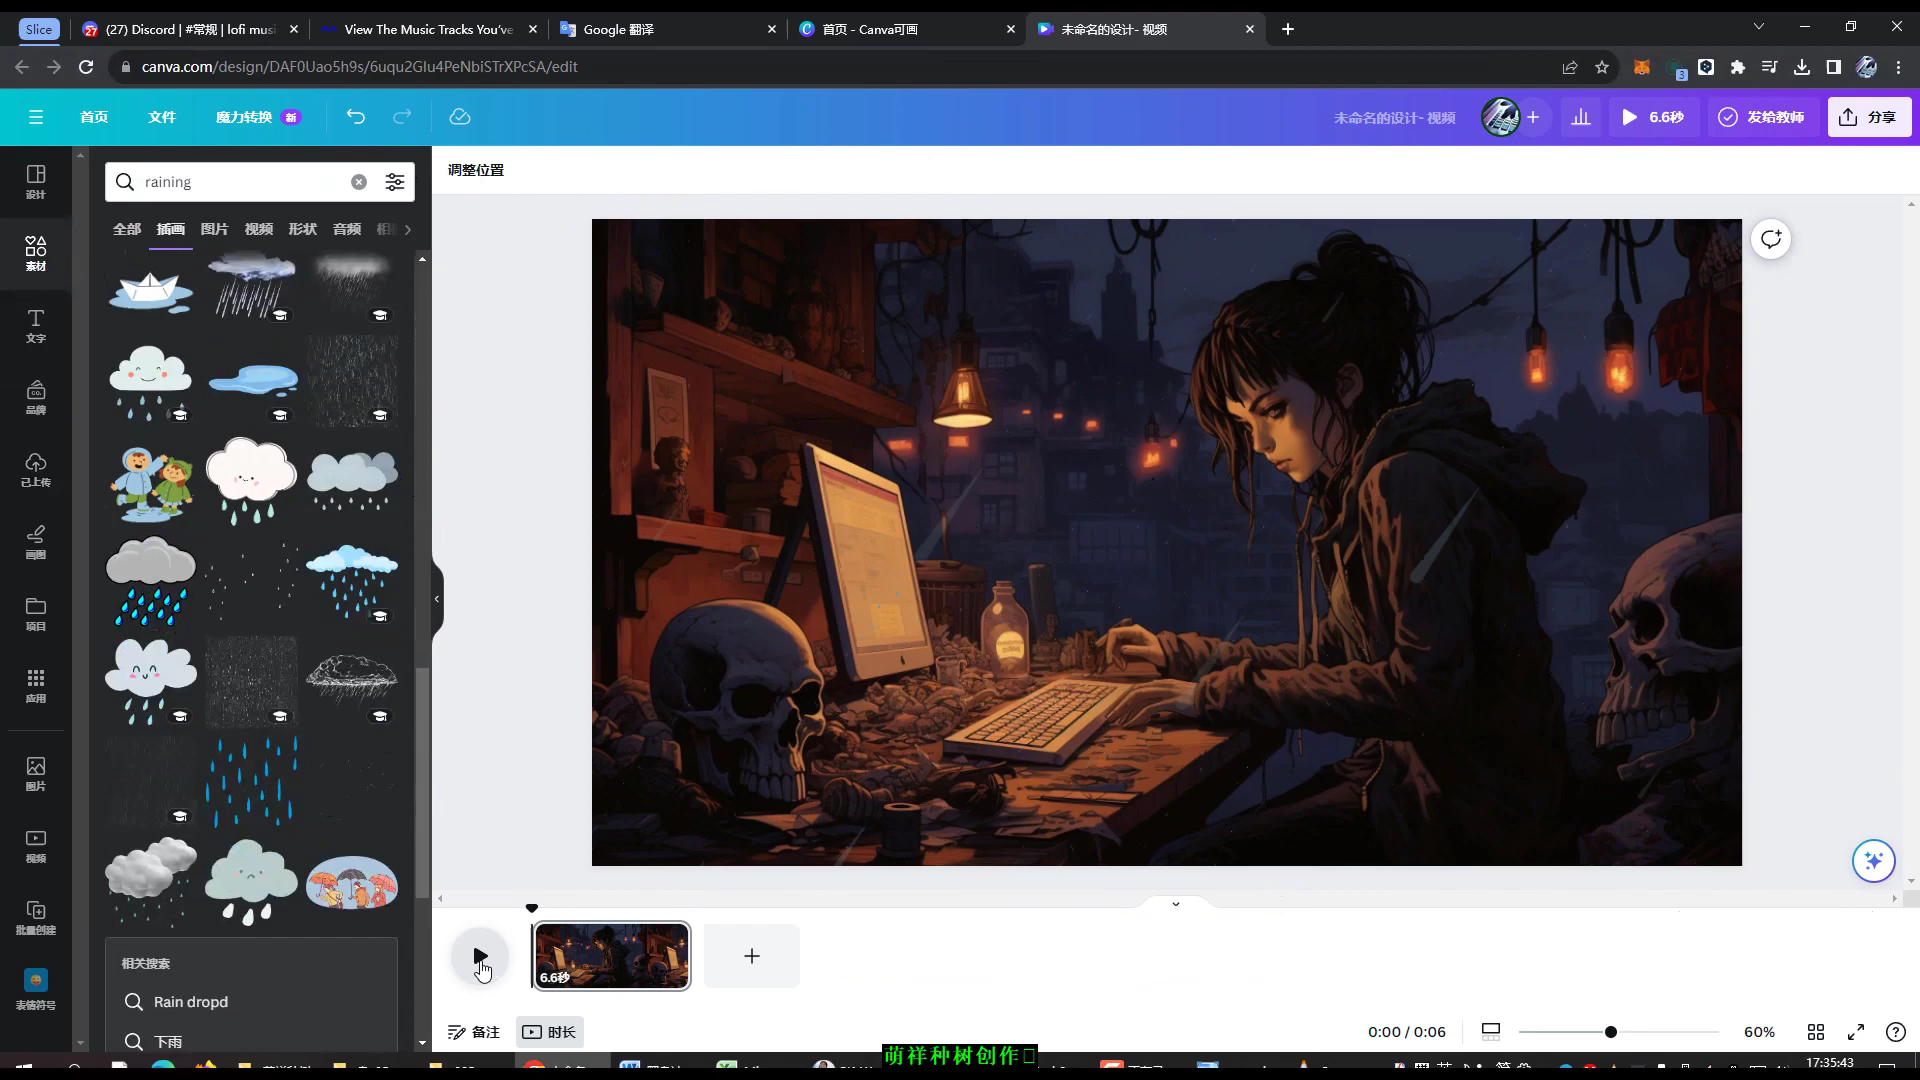 Slice
(27) Discord | #常规 | lofi musi
View The Music Tracks You've
Google 翻译
首页 - Canva可画
未命名的设计- 视频
canva.com/design/DAF0Uao5h9s/6uqu2Glu4PeNbiSTrXPcSA/edit
3
首页
文件
魔力转换
新
未命名的设计- 视频
6.6秒
发给教师
分享
设计
素材
文字
品牌
已上传
画图
项目
应用
图片
视频
批量创建
表情符号
raining
全部
插画
图片
视频
形状
音频
相关搜索
Rain dropd
下雨
调整位置
6.6秒
备注
时长
0:00 / 0:06
60%
萌祥种树创作
17:35:43